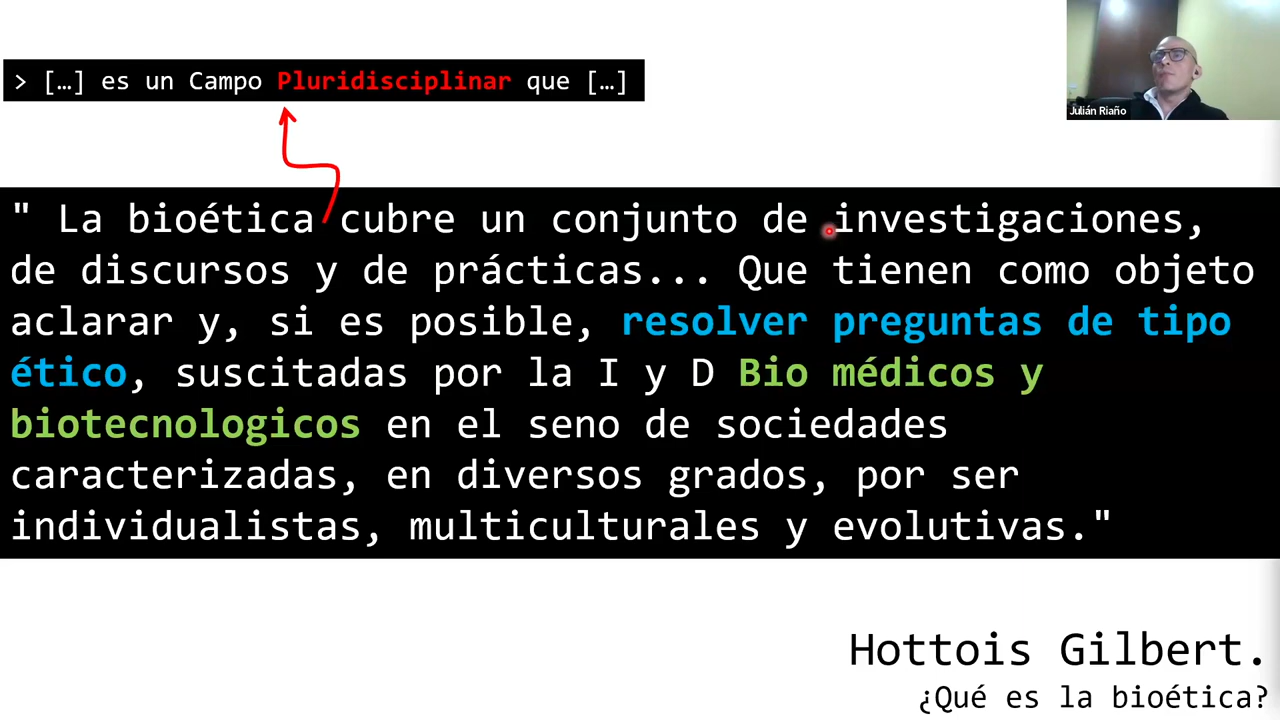 > […] es un Campo Pluridisciplinar que […]
Julián Riaño
" La bioética cubre un conjunto de investigaciones,
de discursos y de prácticas... Que tienen como objeto
aclarar y, si es posible, resolver preguntas de tipo
ético, suscitadas por la I y D Bio médicos y
biotecnologicos en el seno de sociedades
caracterizadas, en diversos grados, por ser
individualistas, multiculturales y evolutivas."
Hottois Gilbert.
¿Qué es la bioética?